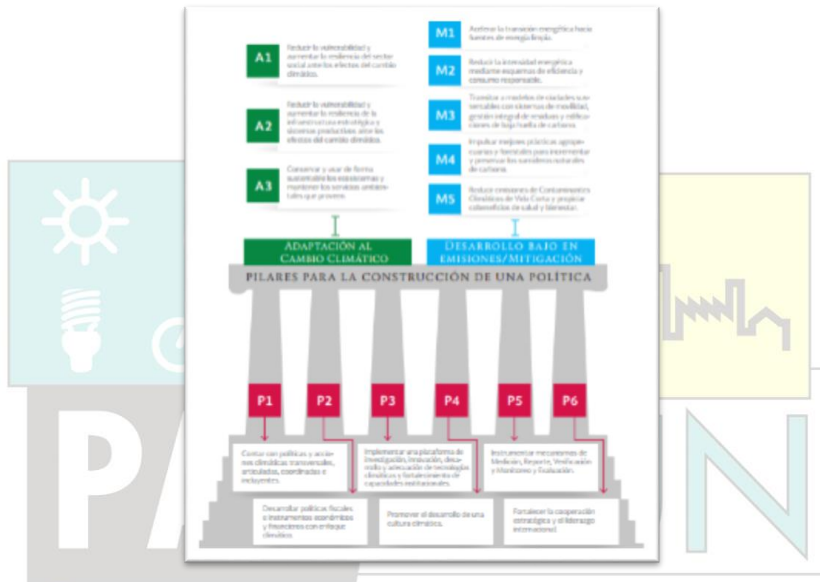 A1
Reducir la vulnerabilidad y
aumentar la resiliencia del sector
social ante los efectos del cambio
climático.
A2
Reducir la vulnerabilidad y
aumentar la resiliencia de la
infraestructura estratégica y
sistemas productivos ante los
efectos del cambio climático.
A3
Conservar y usar de forma
sustentable los ecosistemas y
mantener los servicios ambien-
tales que proveen.
M1
Acelerar la transición energética hacia
fuentes de energía limpia.
M2
Reducir la intensidad energética
mediante esquemas de eficiencia y
consumo responsable.
M3
Transitar a modelos de ciudades sus-
tentables con sistemas de movilidad,
gestión integral de residuos y edifica-
ciones de baja huella de carbono.
M4
Impulsar mejores prácticas agrope-
cuarias y forestales para incrementar
y preservar los sumideros naturales
de carbono.
M5
Reducir emisiones de Contaminantes
Climáticos de Vida Corta y propiciar
cobeneficios de salud y bienestar.
ADAPTACIÓN AL
CAMBIO CLIMÁTICO
DESARROLLO BAJO EN
EMISIONES/MITIGACIÓN
PILARES PARA LA CONSTRUCCIÓN DE UNA POLÍTICA
P1
P2
P3
P4
P5
P6
Contar con políticas y accio-
nes climáticas transversales,
articuladas, coordinadas e
incluyentes.
Implementar una plataforma de
investigación, innovación, desa-
rrollo y adecuación de tecnologías
climáticas y fortalecimiento de
capacidades institucionales.
Instrumentar mecanismos de
Medición, Reporte, Verificación
y Monitoreo y Evaluación.
Desarrollar políticas fiscales
e instrumentos económicos
y financieros con enfoque
climático.
Promover el desarrollo de una
cultura climática.
Fortalecer la cooperación
estratégica y el liderazgo
internacional.